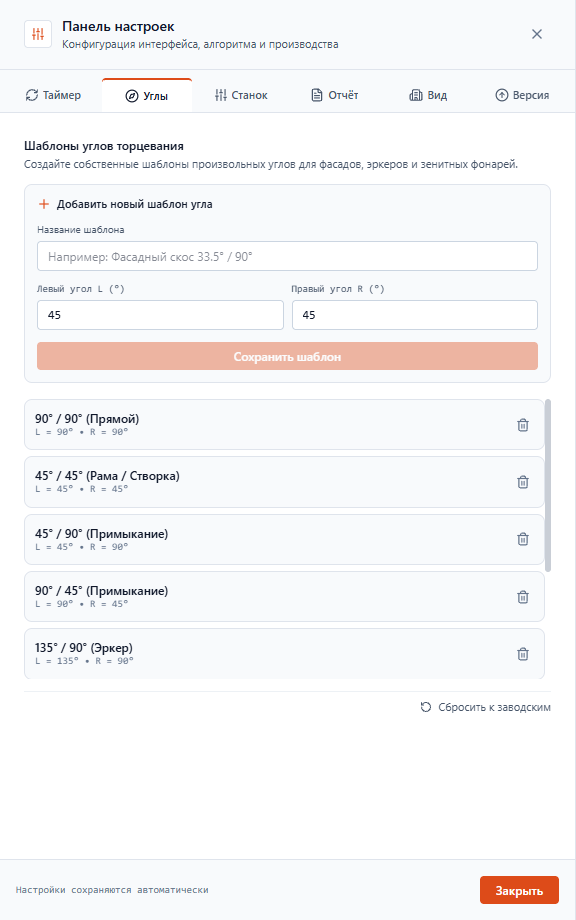 Панель настроек
Конфигурация интерфейса, алгоритма и производства
Таймер
Углы
Станок
Отчёт
Вид
Версия
Шаблоны углов торцевания
Создайте собственные шаблоны произвольных углов для фасадов, эркеров и зенитных фонарей.
Добавить новый шаблон угла
Название шаблона
Например: Фасадный скос 33.5° / 90°
Левый угол L (°) Правый угол R (°)
45 45
Сохранить шаблон
90° / 90° (Прямой)
L = 90° • R = 90°
45° / 45° (Рама / Створка)
L = 45° • R = 45°
45° / 90° (Примыкание)
L = 45° • R = 90°
90° / 45° (Примыкание)
L = 90° • R = 45°
135° / 90° (Эркер)
L = 135° • R = 90°
Сбросить к заводским
Настройки сохраняются автоматически
Закрыть